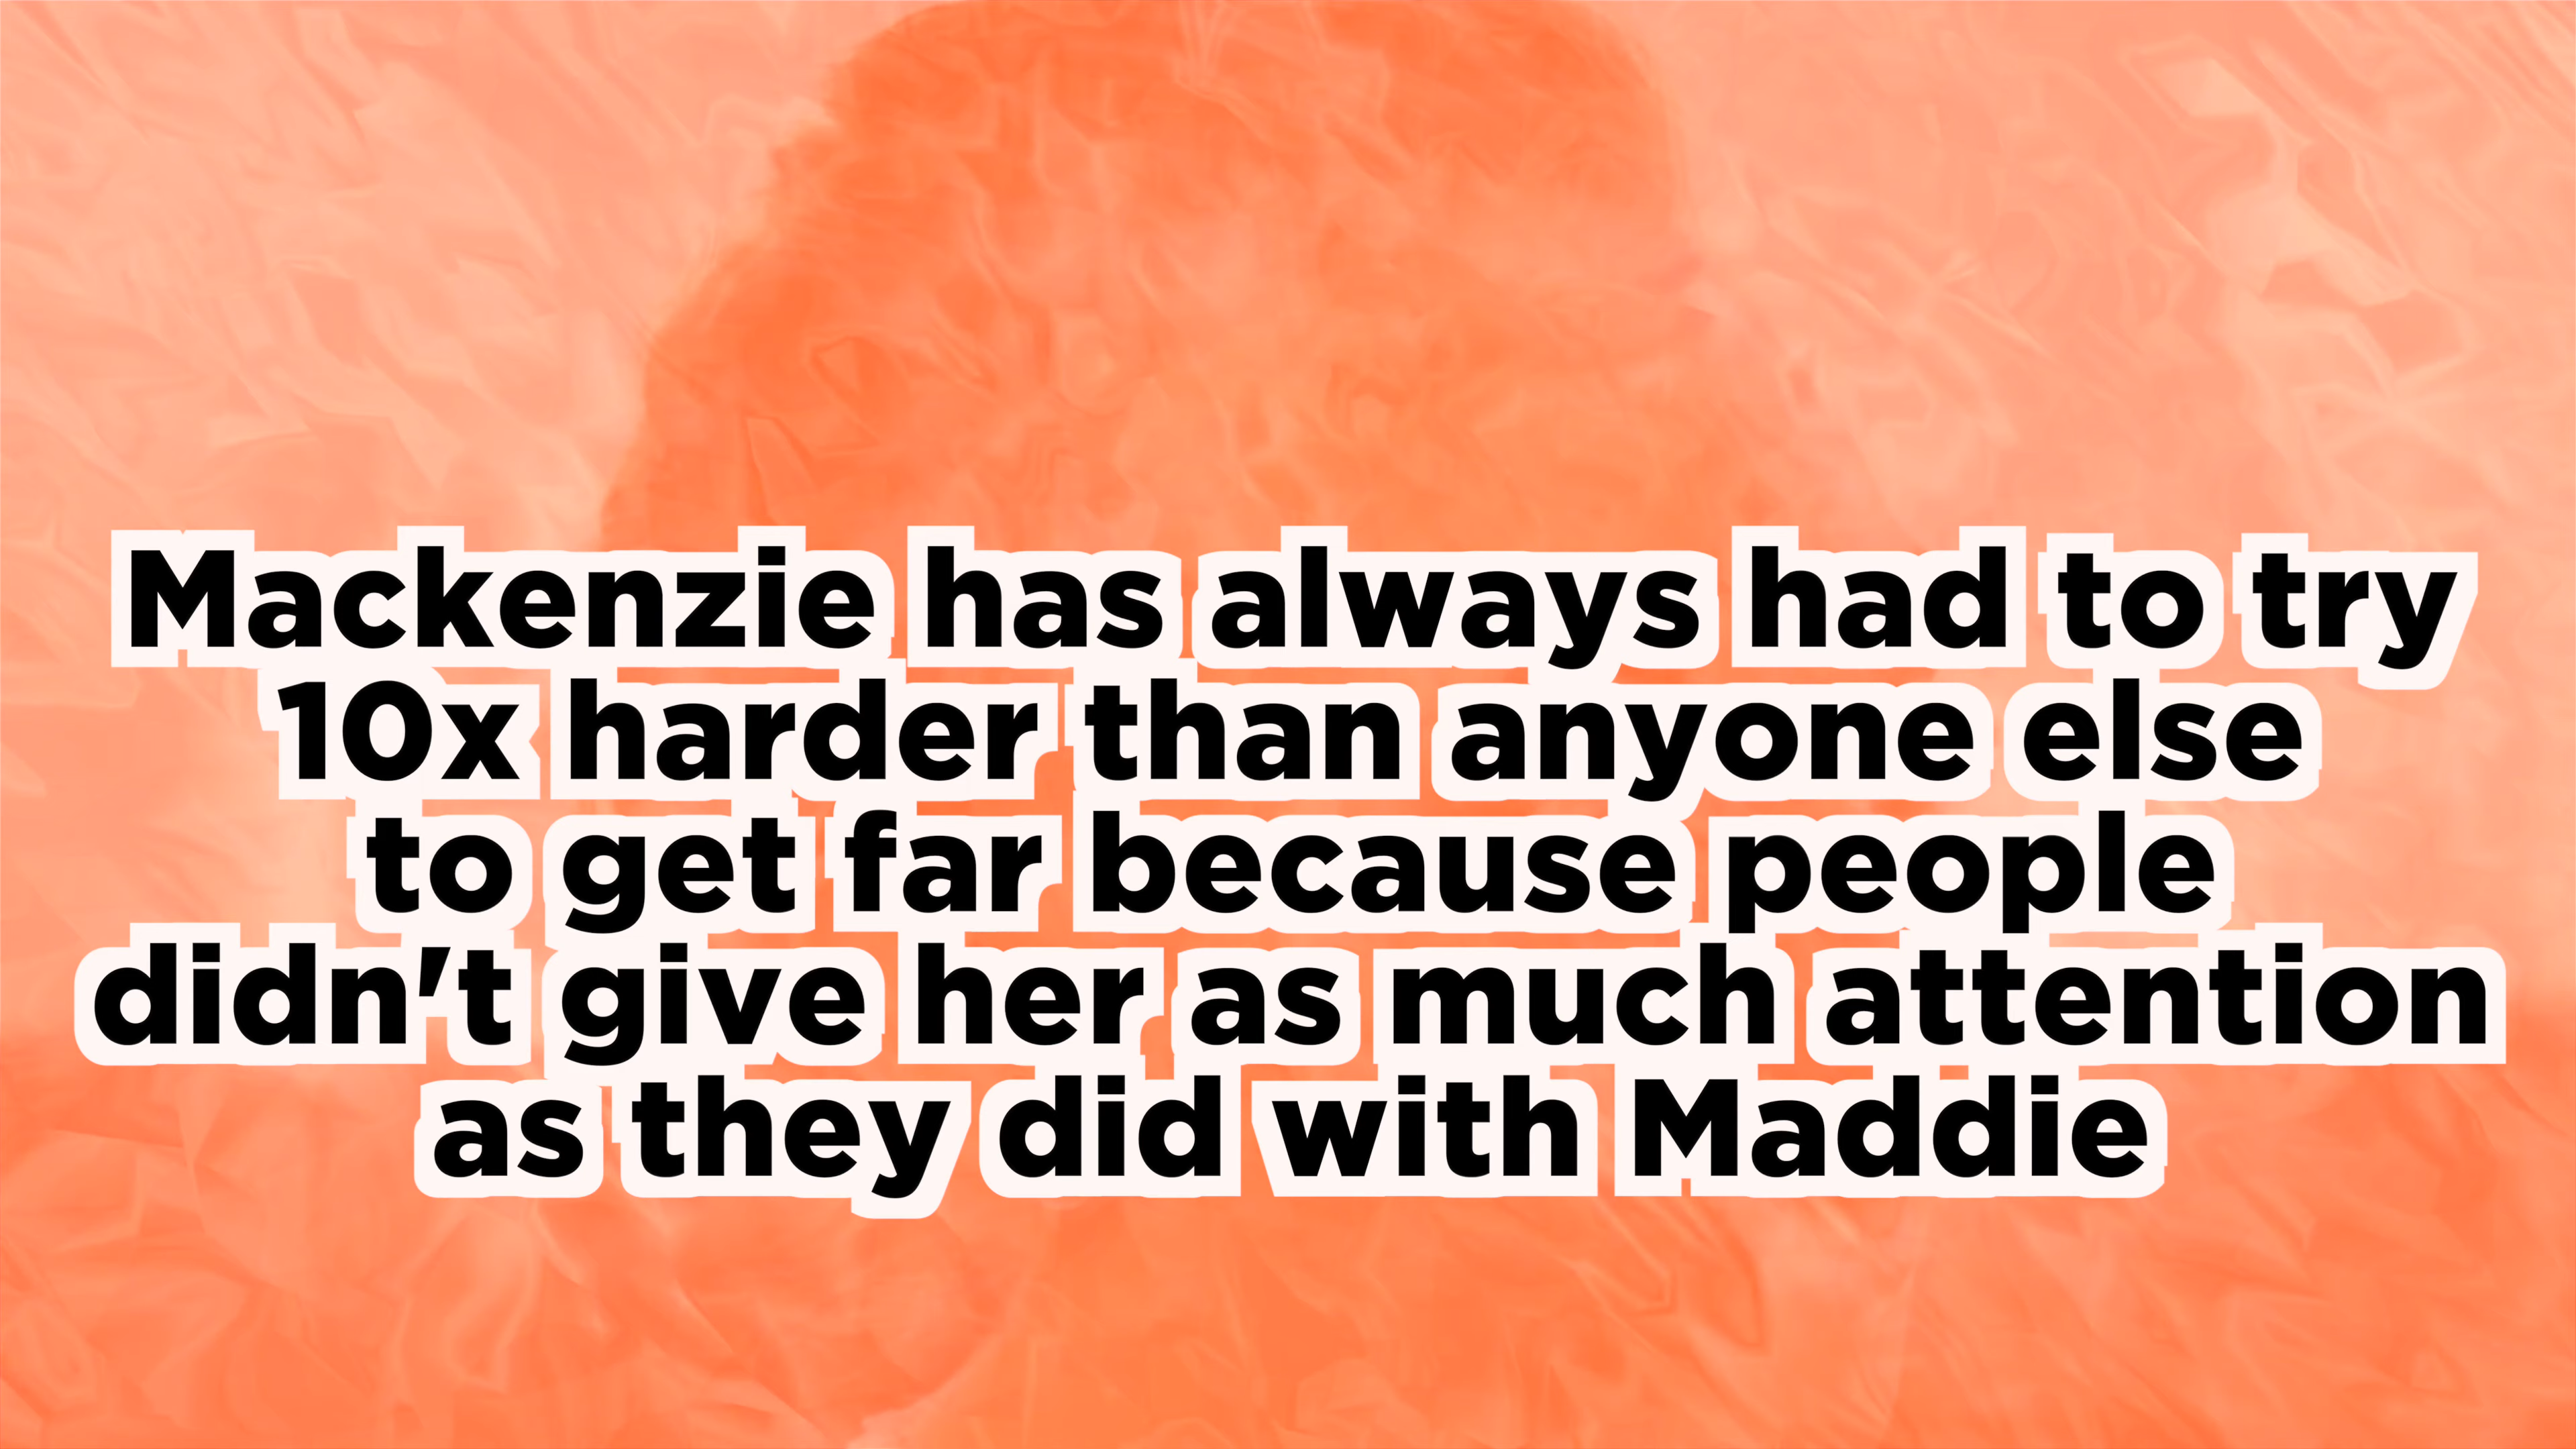 Mackenzie has always had to try
10x harder than anyone else
to get far because people
didn't give her as much attention
as they did with Maddie